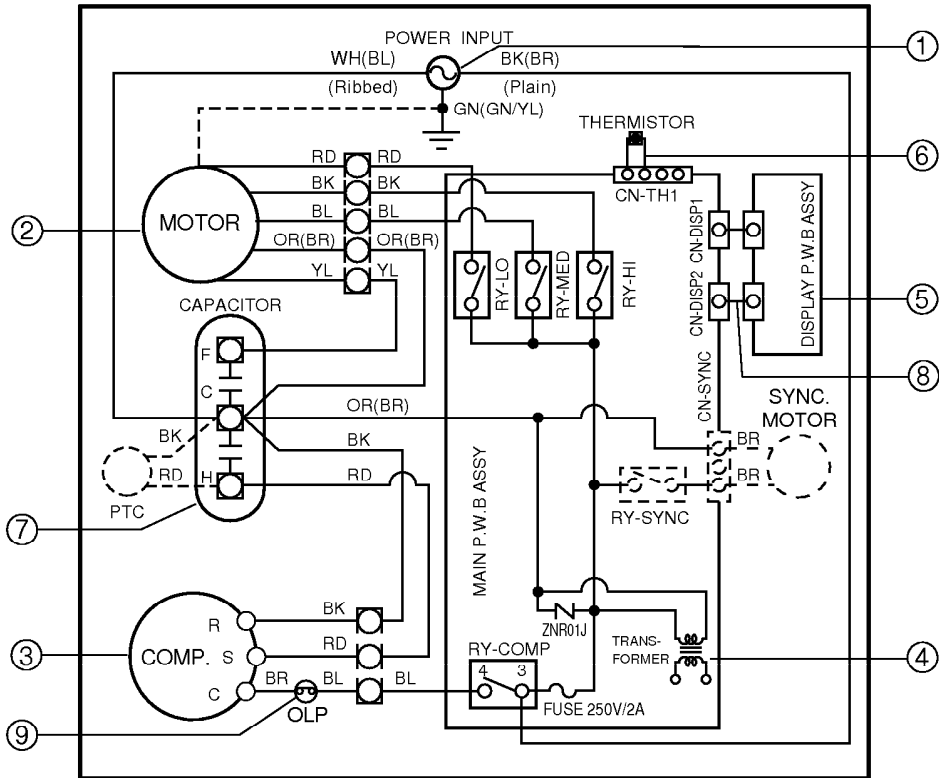 POWER INPUT
WH(BL)
BK(BR)
(Ribbed)
(Plain)
GN(GN/YL)
1
THERMISTOR
6
CN-TH1
RD
RD
BK
BK
BL
BL
OR(BR)
OR(BR)
YL
YL
MOTOR
2
RY-LO
RY-MED
RY-HI
CN-DISP1
CN-DISP2
DISPLAY P.W.B ASSY
5
8
CAPACITOR
F
C
H
OR(BR)
BK
BK
RD
RD
PTC
7
CN-SYNC
SYNC.
MOTOR
BR
BR
RY-SYNC
MAIN P.W.B ASSY
ZNR01J
TRANS-
FORMER
4
COMP.
R
S
C
3
BK
RD
BR
BL
BL
OLP
9
RY-COMP
4
3
FUSE 250V/2A